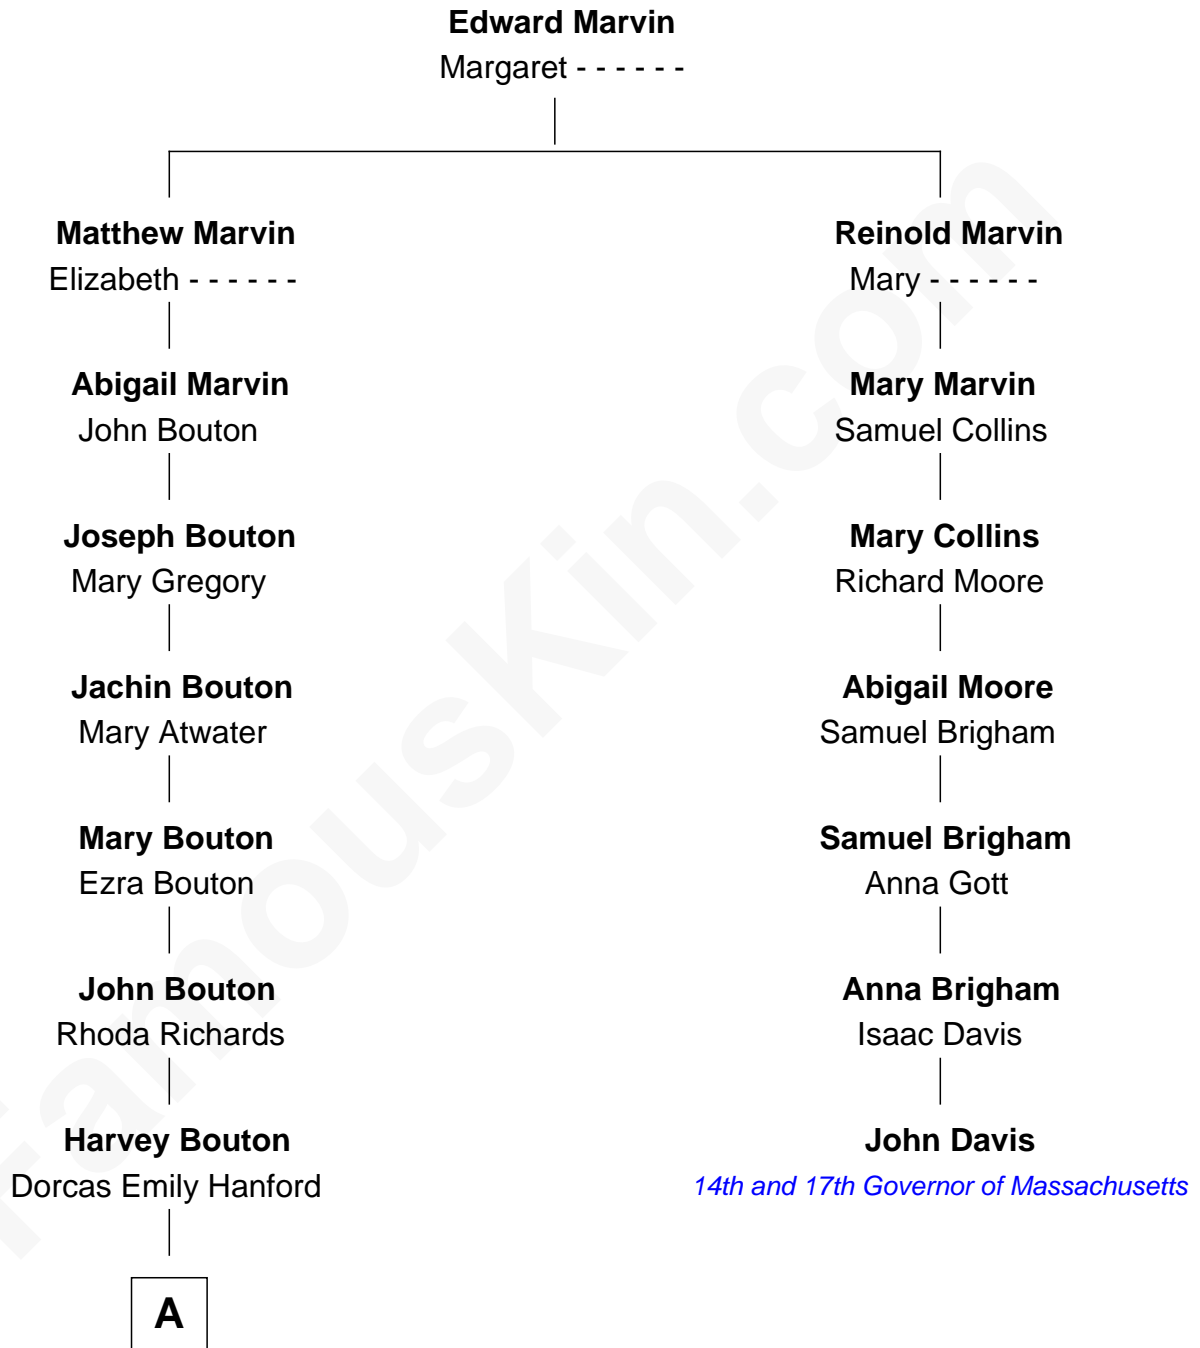 Edward Marvin
Margaret - - - - - -
Matthew Marvin
Elizabeth - - - - - -
Reinold Marvin
Mary - - - - - -
Abigail Marvin
John Bouton
Mary Marvin
Samuel Collins
Joseph Bouton
Mary Gregory
Mary Collins
Richard Moore
Jachin Bouton
Mary Atwater
Abigail Moore
Samuel Brigham
Mary Bouton
Ezra Bouton
Samuel Brigham
Anna Gott
John Bouton
Rhoda Richards
Anna Brigham
Isaac Davis
Harvey Bouton
Dorcas Emily Hanford
John Davis
14th and 17th Governor of Massachusetts
A
FamousKin.com